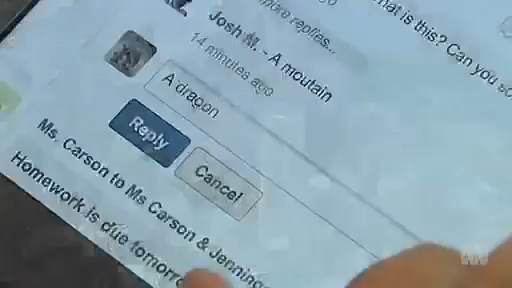 more replies...
hat is this? Can you
Josh M. - A moutain
14 minutes ago
A dragon
Reply
Cancel
Ms. Carson to Ms Carson & Jenning
Homework is due tomorr